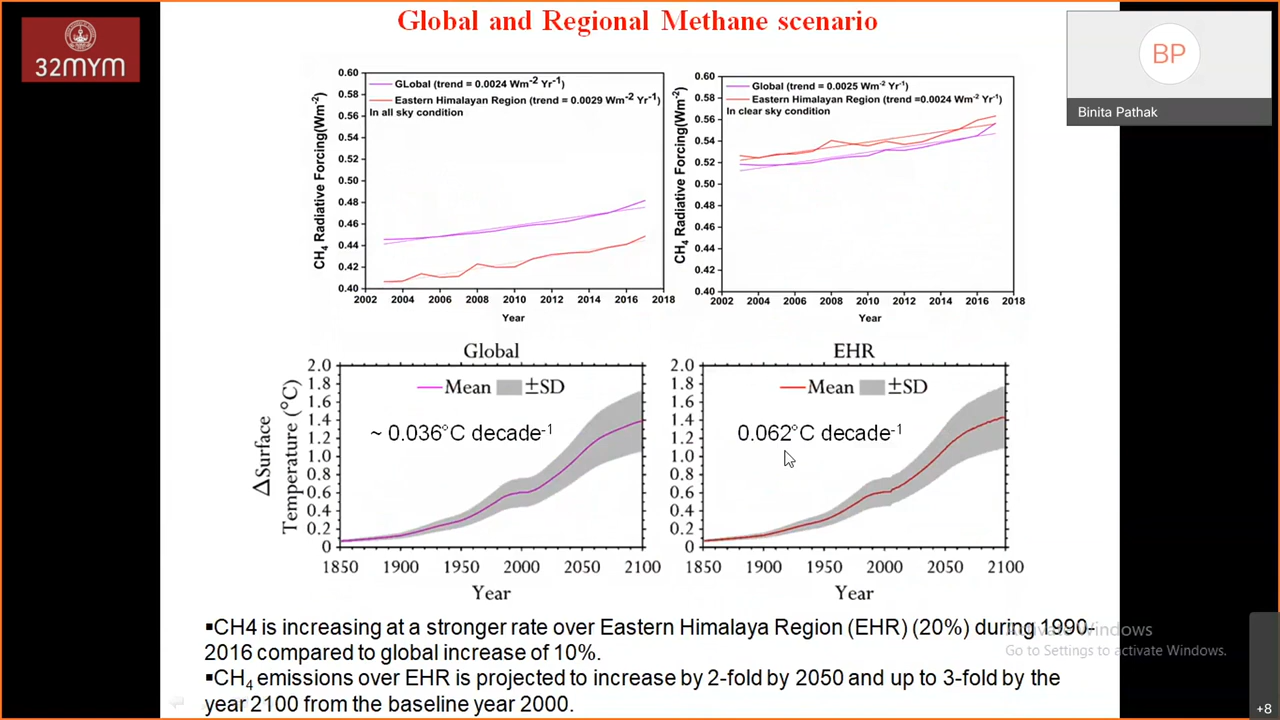 Global and Regional Methane scenario
32MYM
BP
Binita Pathak
0.60
0.58
0.56
0.54
0.52
0.50
0.48
0.46
0.44
0.42
0.40
CH4 Radiative Forcing(Wm-2)
GLobal (trend = 0.0024 Wm-2 Yr-1)
Eastern Himalayan Region (trend = 0.0029 Wm-2 Yr-1)
In all sky condition
2002 2004 2006 2008 2010 2012 2014 2016 2018
Year
0.60
0.58
0.56
0.54
0.52
0.50
0.48
0.46
0.44
0.42
0.40
CH4 Radiative Forcing(Wm-2)
Global (trend = 0.0025 Wm-2 Yr-1)
Eastern Himalayan Region (trend =0.0024 Wm-2 Yr-1)
In clear sky condition
2002 2004 2006 2008 2010 2012 2014 2016 2018
Year
Global
2.0
1.8
1.6
1.4
1.2
1.0
0.8
0.6
0.4
0.2
0
ΔSurface
Temperature (°C)
Mean ±SD
~ 0.036°C decade-1
1850 1900 1950 2000 2050 2100
Year
EHR
2.0
1.8
1.6
1.4
1.2
1.0
0.8
0.6
0.4
0.2
0
Mean ±SD
0.062°C decade-1
1850 1900 1950 2000 2050 2100
Year
▪CH4 is increasing at a stronger rate over Eastern Himalaya Region (EHR) (20%) during 1990-
2016 compared to global increase of 10%.
▪CH4 emissions over EHR is projected to increase by 2-fold by 2050 and up to 3-fold by the
year 2100 from the baseline year 2000.
Activate Windows
Go to Settings to activate Windows.
+8